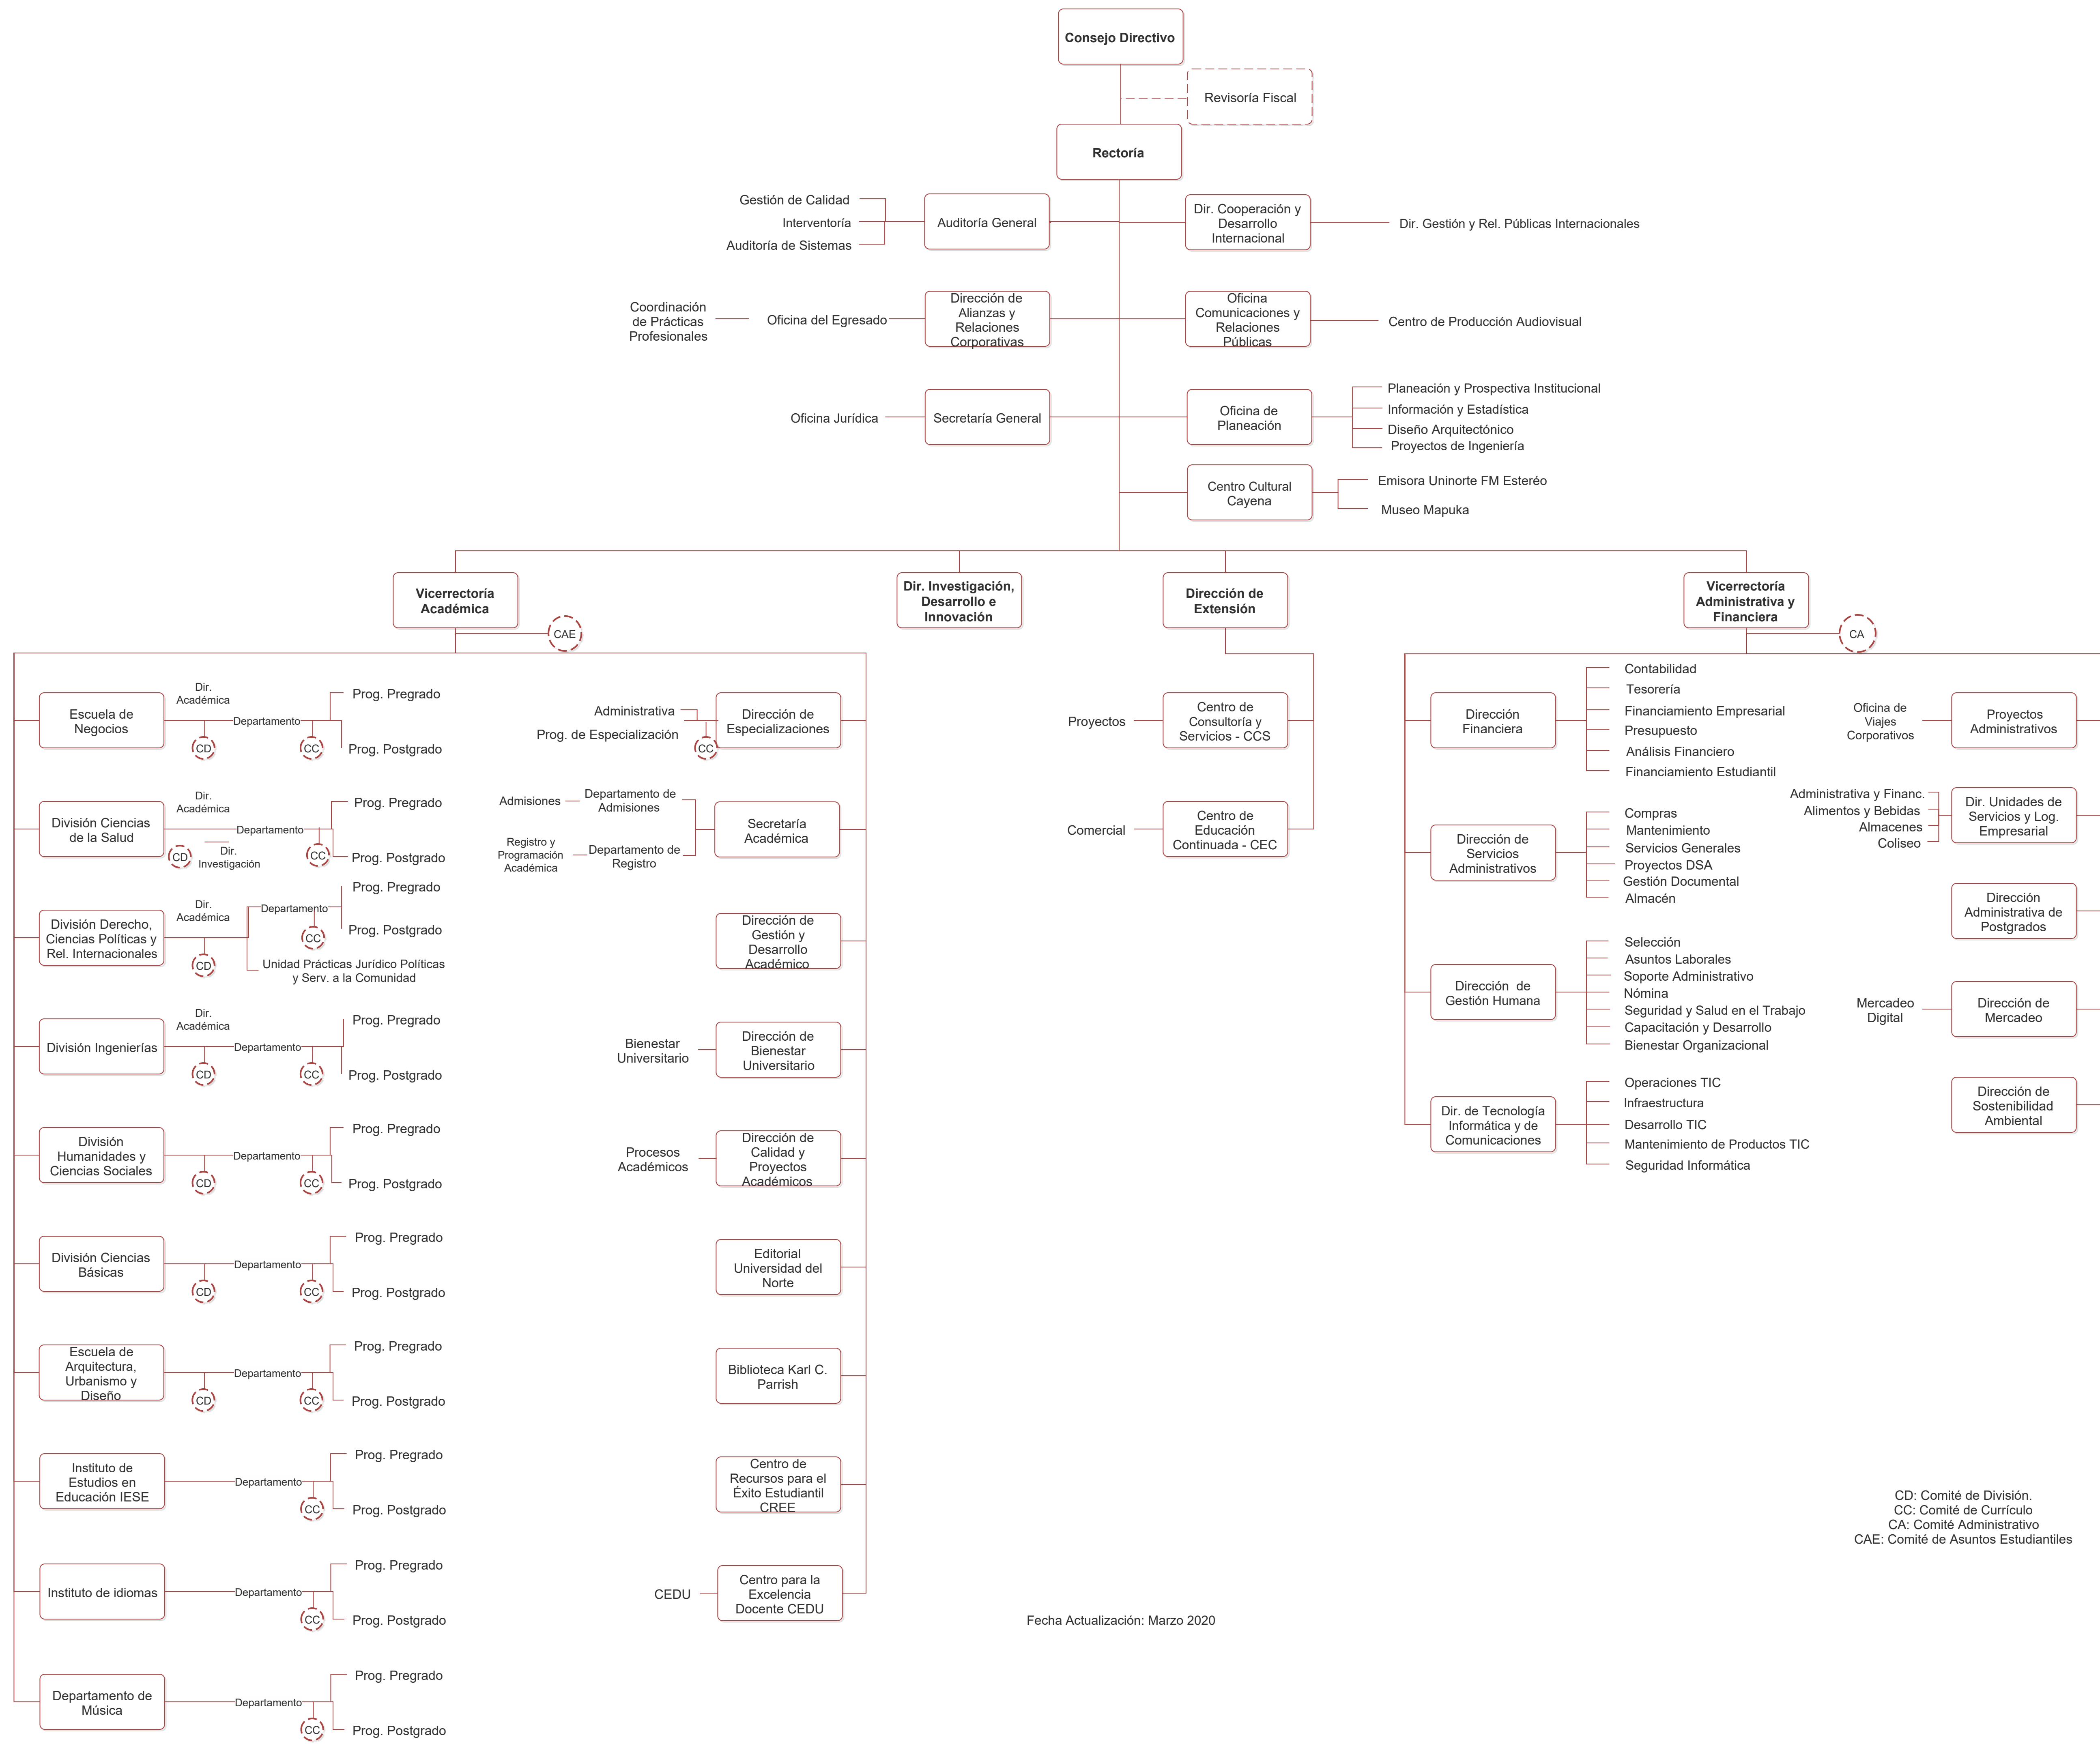 Consejo Directivo
Revisoría Fiscal
Rectoría
Gestión de Calidad
Interventoría
Auditoría de Sistemas
Auditoría General
Dir. Cooperación y
Desarrollo
Internacional
Dir. Gestión y Rel. Públicas Internacionales
Coordinación
de Prácticas
Profesionales
Oficina del Egresado
Dirección de
Alianzas y
Relaciones
Corporativas
Oficina
Comunicaciones y
Relaciones
Públicas
Centro de Producción Audiovisual
Oficina Jurídica
Secretaría General
Oficina de
Planeación
Planeación y Prospectiva Institucional
Información y Estadística
Diseño Arquitectónico
Proyectos de Ingeniería
Centro Cultural
Cayena
Emisora Uninorte FM Esteréo
Museo Mapuka
Vicerrectoría
Académica
CAE
Dir. Investigación,
Desarrollo e
Innovación
Dirección de
Extensión
Vicerrectoría
Administrativa y
Financiera
CA
Escuela de
Negocios
Dir.
Académica
CD
Departamento
CC
Prog. Pregrado
Prog. Postgrado
División Ciencias
de la Salud
Dir.
Académica
CD
Dir.
Investigación
Departamento
CC
Prog. Pregrado
Prog. Postgrado
División Derecho,
Ciencias Políticas y
Rel. Internacionales
Dir.
Académica
CD
Departamento
CC
Prog. Pregrado
Prog. Postgrado
Unidad Prácticas Jurídico Políticas
y Serv. a la Comunidad
División Ingenierías
Dir.
Académica
CD
Departamento
CC
Prog. Pregrado
Prog. Postgrado
División
Humanidades y
Ciencias Sociales
CD
Departamento
CC
Prog. Pregrado
Prog. Postgrado
División Ciencias
Básicas
CD
Departamento
CC
Prog. Pregrado
Prog. Postgrado
Escuela de
Arquitectura,
Urbanismo y
Diseño
CD
Departamento
CC
Prog. Pregrado
Prog. Postgrado
Instituto de
Estudios en
Educación IESE
Departamento
CC
Prog. Pregrado
Prog. Postgrado
Instituto de idiomas
Departamento
CC
Prog. Pregrado
Prog. Postgrado
Departamento de
Música
Departamento
CC
Prog. Pregrado
Prog. Postgrado
Administrativa
Prog. de Especialización
CC
Dirección de
Especializaciones
Admisiones
Departamento de
Admisiones
Registro y
Programación
Académica
Departamento de
Registro
Secretaría
Académica
Dirección de
Gestión y
Desarrollo
Académico
Bienestar
Universitario
Dirección de
Bienestar
Universitario
Procesos
Académicos
Dirección de
Calidad y
Proyectos
Académicos
Editorial
Universidad del
Norte
Biblioteca Karl C.
Parrish
Centro de
Recursos para el
Éxito Estudiantil
CREE
CEDU
Centro para la
Excelencia
Docente CEDU
Proyectos
Centro de
Consultoría y
Servicios - CCS
Comercial
Centro de
Educación
Continuada - CEC
Dirección
Financiera
Contabilidad
Tesorería
Financiamiento Empresarial
Presupuesto
Análisis Financiero
Financiamiento Estudiantil
Dirección de
Servicios
Administrativos
Compras
Mantenimiento
Servicios Generales
Proyectos DSA
Gestión Documental
Almacén
Dirección de
Gestión Humana
Selección
Asuntos Laborales
Soporte Administrativo
Nómina
Seguridad y Salud en el Trabajo
Capacitación y Desarrollo
Bienestar Organizacional
Dir. de Tecnología
Informática y de
Comunicaciones
Operaciones TIC
Infraestructura
Desarrollo TIC
Mantenimiento de Productos TIC
Seguridad Informática
Oficina de
Viajes
Corporativos
Proyectos
Administrativos
Administrativa y Financ.
Alimentos y Bebidas
Almacenes
Coliseo
Dir. Unidades de
Servicios y Log.
Empresarial
Dirección
Administrativa de
Postgrados
Mercadeo
Digital
Dirección de
Mercadeo
Dirección de
Sostenibilidad
Ambiental
CD: Comité de División.
CC: Comité de Currículo
CA: Comité Administrativo
CAE: Comité de Asuntos Estudiantiles
Fecha Actualización: Marzo 2020